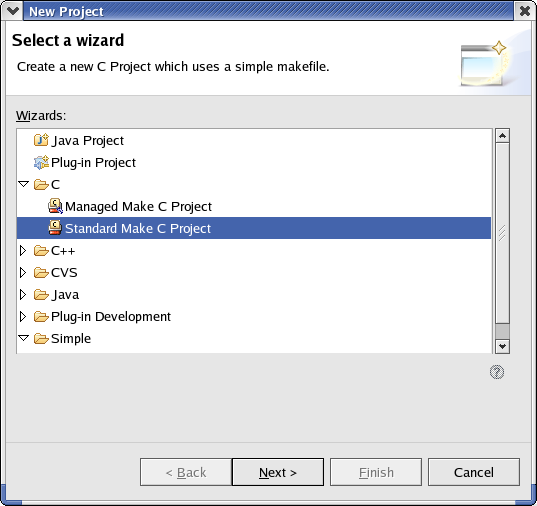 New Project
Select a wizard
Create a new C Project which uses a simple makefile.
Wizards:
Java Project
Plug-in Project
C
Managed Make C Project
Standard Make C Project
C++
CVS
Java
Plug-in Development
Simple
?
< Back
Next >
Finish
Cancel